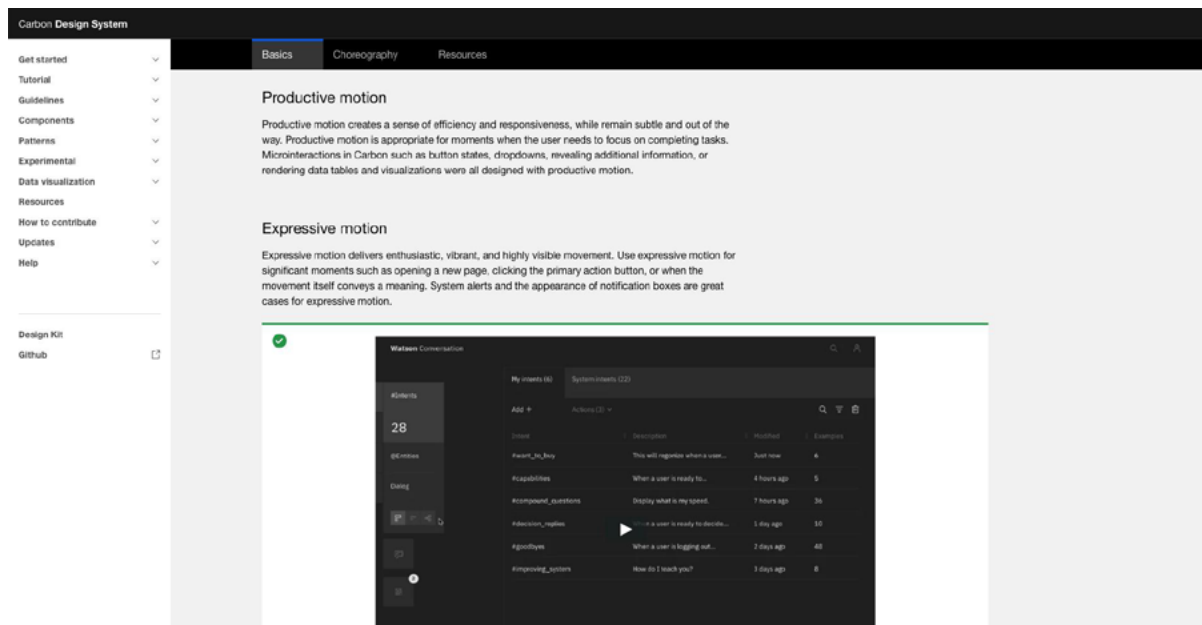 Carbon Design System
Basics Choreography Resources
Get started
Tutorial
Guidelines
Components
Patterns
Experimental
Data visualization
Resources
How to contribute
Updates
Help
Design Kit
Github
Productive motion
Productive motion creates a sense of efficiency and responsiveness, while remain subtle and out of the
way. Productive motion is appropriate for moments when the user needs to focus on completing tasks.
Microinteractions in Carbon such as button states, dropdowns, revealing additional information, or
rendering data tables and visualizations were all designed with productive motion.
Expressive motion
Expressive motion delivers enthusiastic, vibrant, and highly visible movement. Use expressive motion for
significant moments such as opening a new page, clicking the primary action button, or when the
movement itself conveys a meaning. System alerts and the appearance of notification boxes are great
cases for expressive motion.
Watson Conversation
#Intents
28
@Entities
Dialog
My intents (6) System intents (22)
Add + Actions (3)
Intent Description Modified Examples
#want_to_buy This will regonize when a user... Just now 6
#capabilities When a user is ready to... 4 hours ago 5
#compound_questions Display what is my speed. 7 hours ago 36
#decision_replies When a user is ready to decide... 1 day ago 10
#goodbyes When a user is logging out... 2 days ago 48
#improving_system How do I teach you? 3 days ago 8